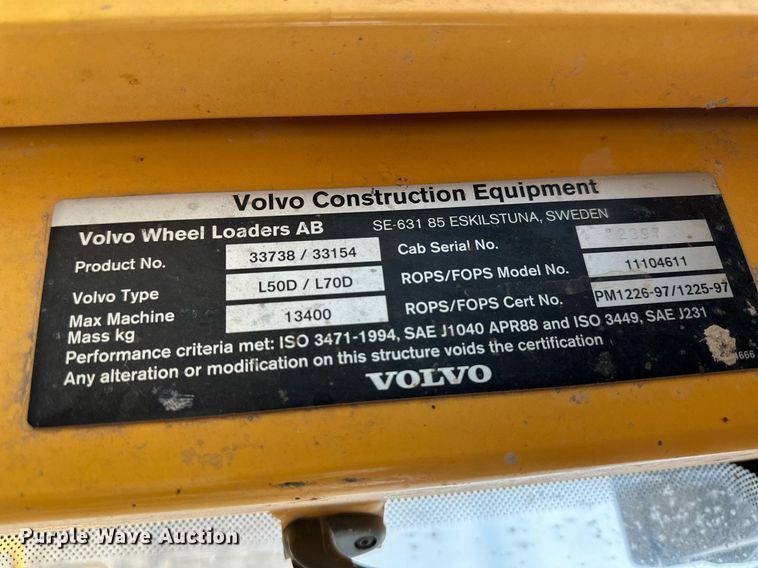 Volvo Construction Equipment
Volvo Wheel Loaders AB SE-631 85 ESKILSTUNA, SWEDEN
Product No. 33738 / 33154 Cab Serial No.
Volvo Type L50D / L70D ROPS/FOPS Model No. 11104611
Max Machine Mass kg 13400 ROPS/FOPS Cert No. PM1226-97/1225-97
Performance criteria met: ISO 3471-1994, SAE J1040 APR88 and ISO 3449, SAE J231
Any alteration or modification on this structure voids the certification
VOLVO
Purple Wave Auction